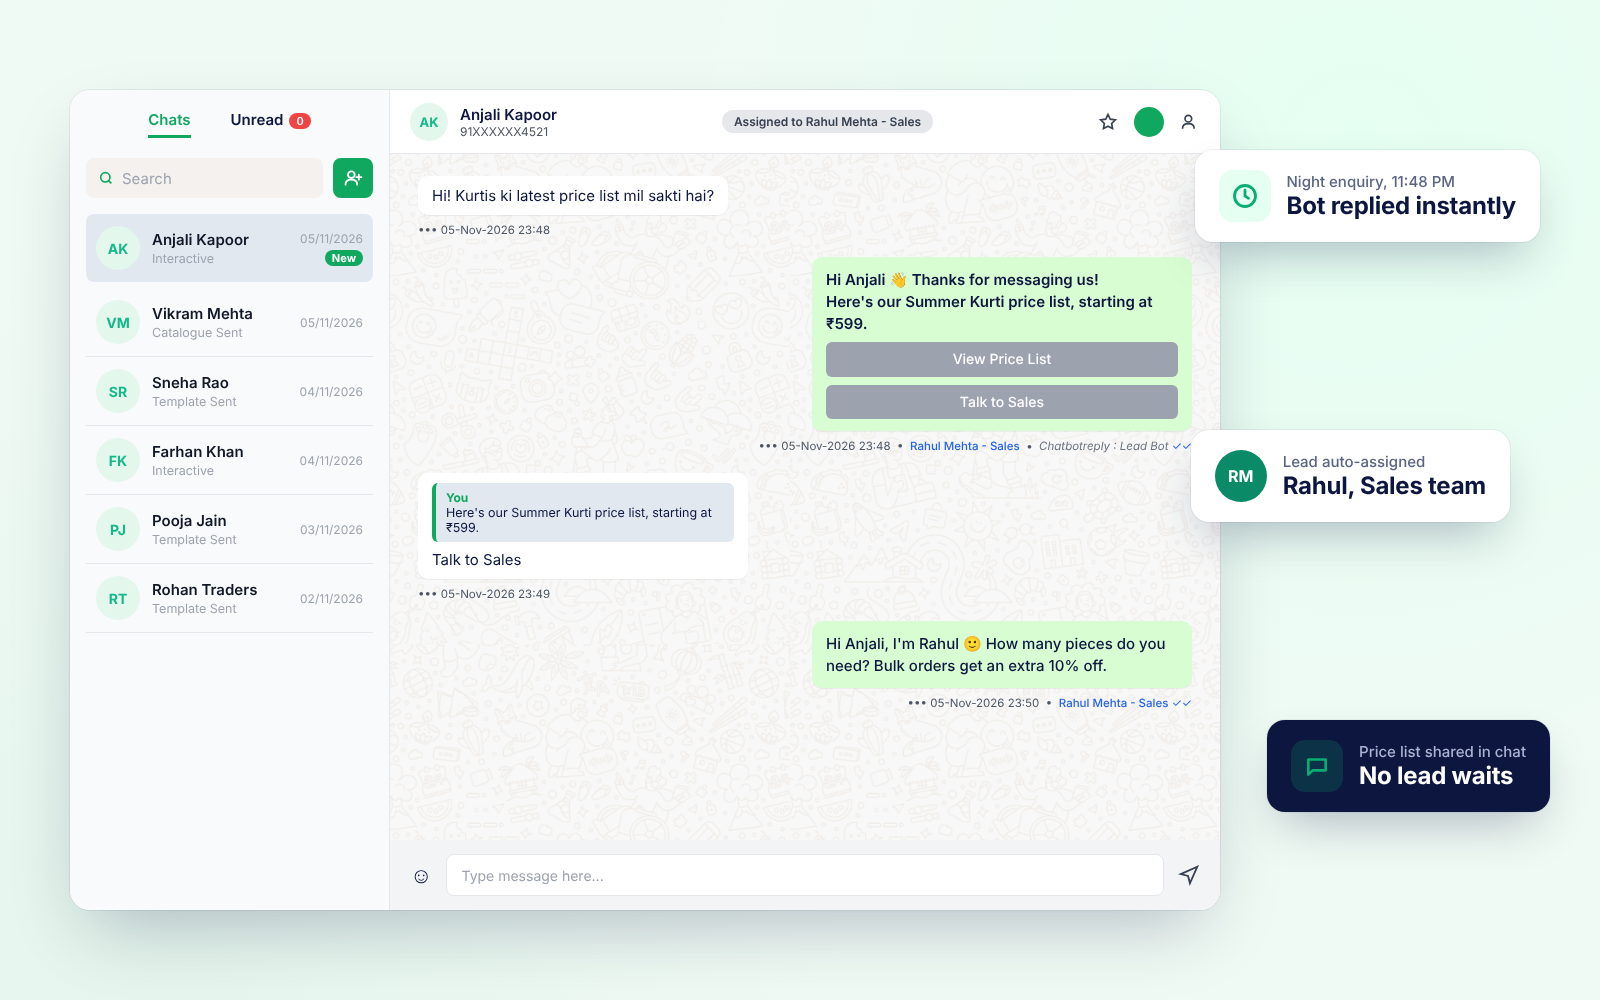 Chats
Unread 0
Search
AK
Anjali Kapoor
05/11/2026
Interactive
New
VM
Vikram Mehta
05/11/2026
Catalogue Sent
SR
Sneha Rao
04/11/2026
Template Sent
FK
Farhan Khan
04/11/2026
Interactive
PJ
Pooja Jain
03/11/2026
Template Sent
RT
Rohan Traders
02/11/2026
Template Sent
AK
Anjali Kapoor
91XXXXXX4521
Assigned to Rahul Mehta - Sales
Hi! Kurtis ki latest price list mil sakti hai?
••• 05-Nov-2026 23:48
Hi Anjali 👋 Thanks for messaging us!
Here's our Summer Kurti price list, starting at
₹599.
View Price List
Talk to Sales
••• 05-Nov-2026 23:48 • Rahul Mehta - Sales • Chatbotreply : Lead Bot ✓✓
You
Here's our Summer Kurti price list, starting at
₹599.
Talk to Sales
••• 05-Nov-2026 23:49
Hi Anjali, I'm Rahul 🙂 How many pieces do you
need? Bulk orders get an extra 10% off.
••• 05-Nov-2026 23:50 • Rahul Mehta - Sales ✓✓
Type message here...
Night enquiry, 11:48 PM
Bot replied instantly
RM
Lead auto-assigned
Rahul, Sales team
Price list shared in chat
No lead waits